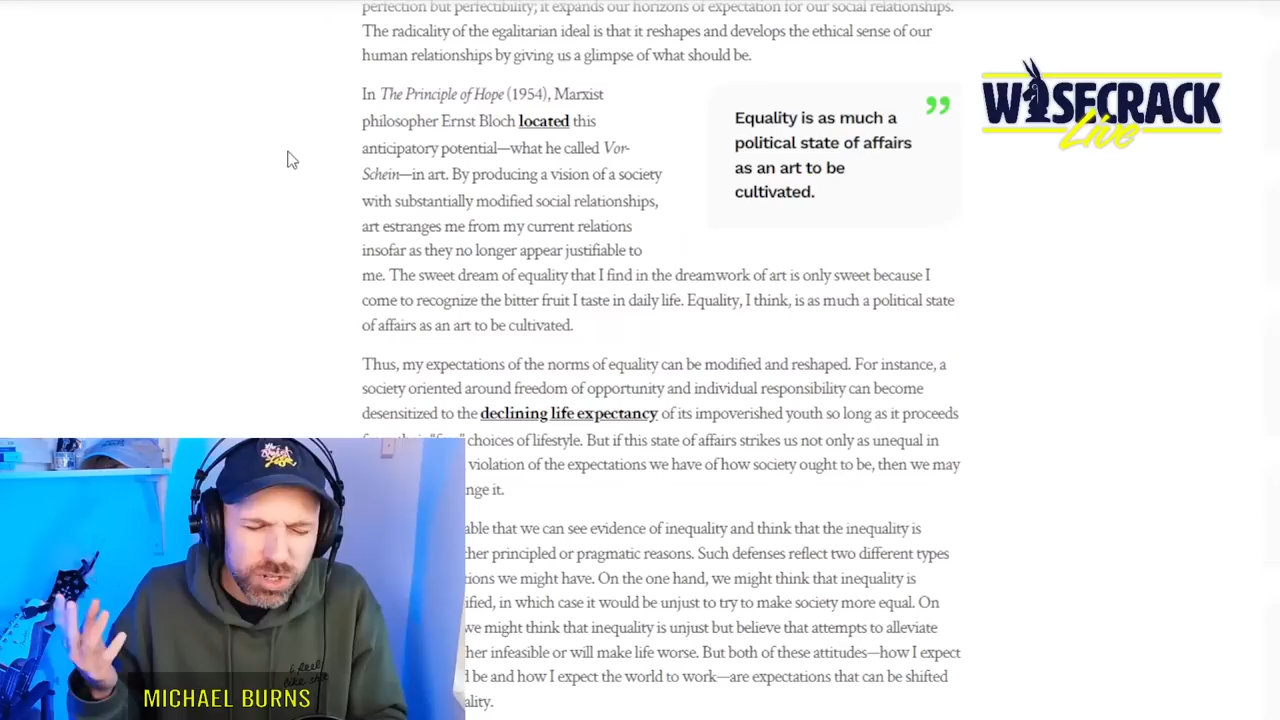 perfection but perfectibility; it expands our horizons of expectation for our social relationships.
The radicality of the egalitarian ideal is that it reshapes and develops the ethical sense of our
human relationships by giving us a glimpse of what should be.
In The Principle of Hope (1954), Marxist
philosopher Ernst Bloch located this
anticipatory potential—what he called Vor-
Schein—in art. By producing a vision of a society
with substantially modified social relationships,
art estranges me from my current relations
insofar as they no longer appear justifiable to
me. The sweet dream of equality that I find in the dreamwork of art is only sweet because I
come to recognize the bitter fruit I taste in daily life. Equality, I think, is as much a political state
of affairs as an art to be cultivated.
”
Equality is as much a
political state of affairs
as an art to be
cultivated.
WISECRACK
Live
Thus, my expectations of the norms of equality can be modified and reshaped. For instance, a
society oriented around freedom of opportunity and individual responsibility can become
desensitized to the declining life expectancy of its impoverished youth so long as it proceeds
choices of lifestyle. But if this state of affairs strikes us not only as unequal in
violation of the expectations we have of how society ought to be, then we may
nge it.
able that we can see evidence of inequality and think that the inequality is
her principled or pragmatic reasons. Such defenses reflect two different types
tions we might have. On the one hand, we might think that inequality is
ified, in which case it would be unjust to try to make society more equal. On
we might think that inequality is unjust but believe that attempts to alleviate
her infeasible or will make life worse. But both of these attitudes—how I expect
d be and how I expect the world to work—are expectations that can be shifted
ality.
i feel
like shit
MICHAEL BURNS